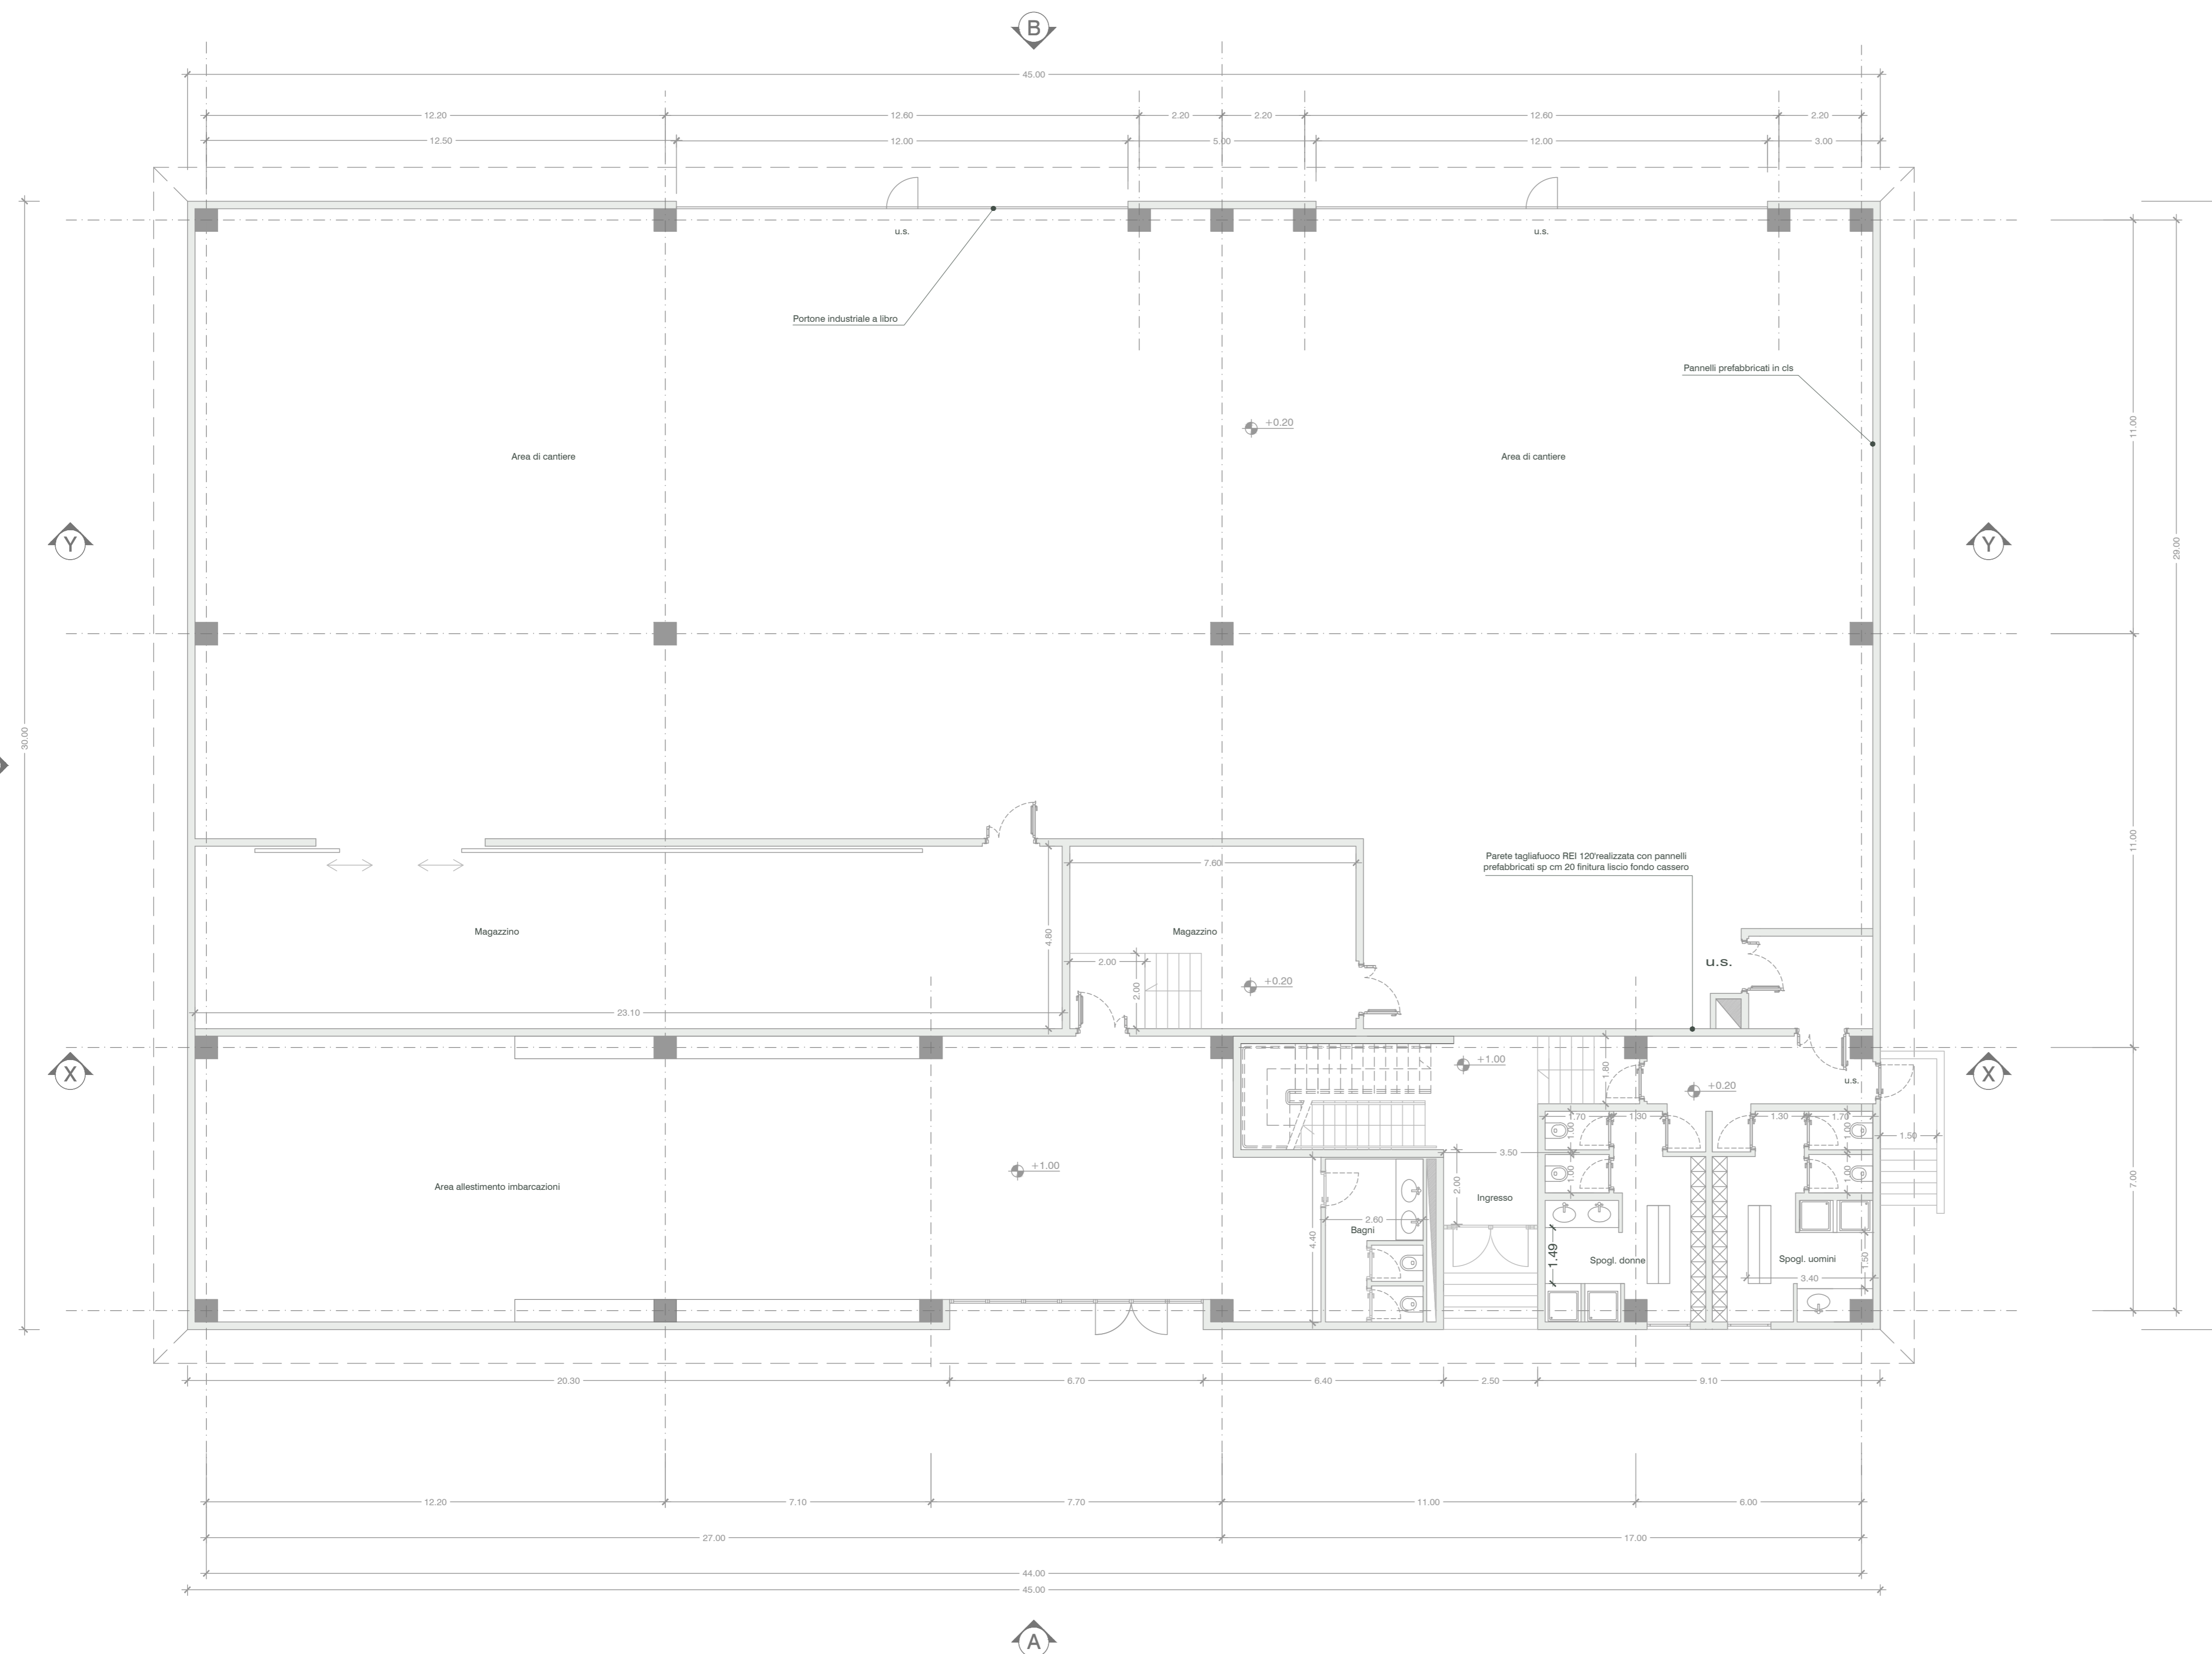 B
45.00
12.20
12.60
2.20
2.20
12.60
2.20
12.50
12.00
5.00
12.00
3.00
u.s.
u.s.
Portone industriale a libro
Pannelli prefabbricati in cls
+0.20
11.00
Area di cantiere
Area di cantiere
Y
Y
29.00
30.00
11.00
7.60
Parete tagliafuoco REI 120'realizzata con pannelli
prefabbricati sp cm 20 finitura liscio fondo cassero
Magazzino
4.80
Magazzino
2.00
u.s.
2.00
+0.20
23.10
X
+1.00
1.80
+0.20
u.s.
X
1.70
1.30
1.30
1.70
1.00
1.00
1.50
3.50
+1.00
1.00
1.00
7.00
Area allestimento imbarcazioni
2.00
Ingresso
2.60
Bagni
4.40
1.49
Spogl. donne
Spogl. uomini
1.50
3.40
20.30
6.70
6.40
2.50
9.10
12.20
7.10
7.70
11.00
6.00
27.00
17.00
44.00
45.00
A